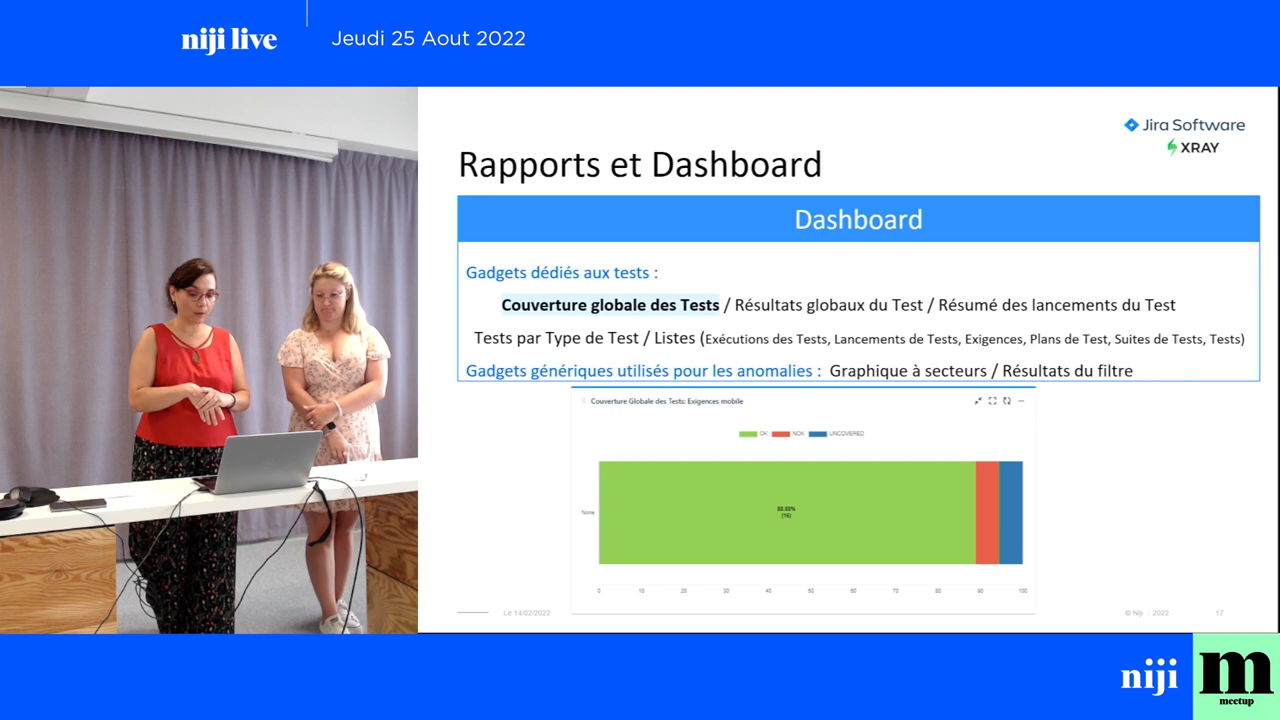 niji live
Jeudi 25 Aout 2022
Jira Software
XRAY
Rapports et Dashboard
Dashboard
Gadgets dédiés aux tests :
Couverture globale des Tests / Résultats globaux du Test / Résumé des lancements du Test
Tests par Type de Test / Listes (Exécutions des Tests, Lancements de Tests, Exigences, Plans de Test, Suites de Tests, Tests)
Gadgets génériques utilisés pour les anomalies : Graphique à secteurs / Résultats du filtre
Couverture Globale des Tests: Exigences mobile
OK NOK UNCOVERED
None
(16)
0 10 20 30 40 50 60 70 80 90 100
Le 14/02/2022
© Niji | 2022
17
niji
m
meetup